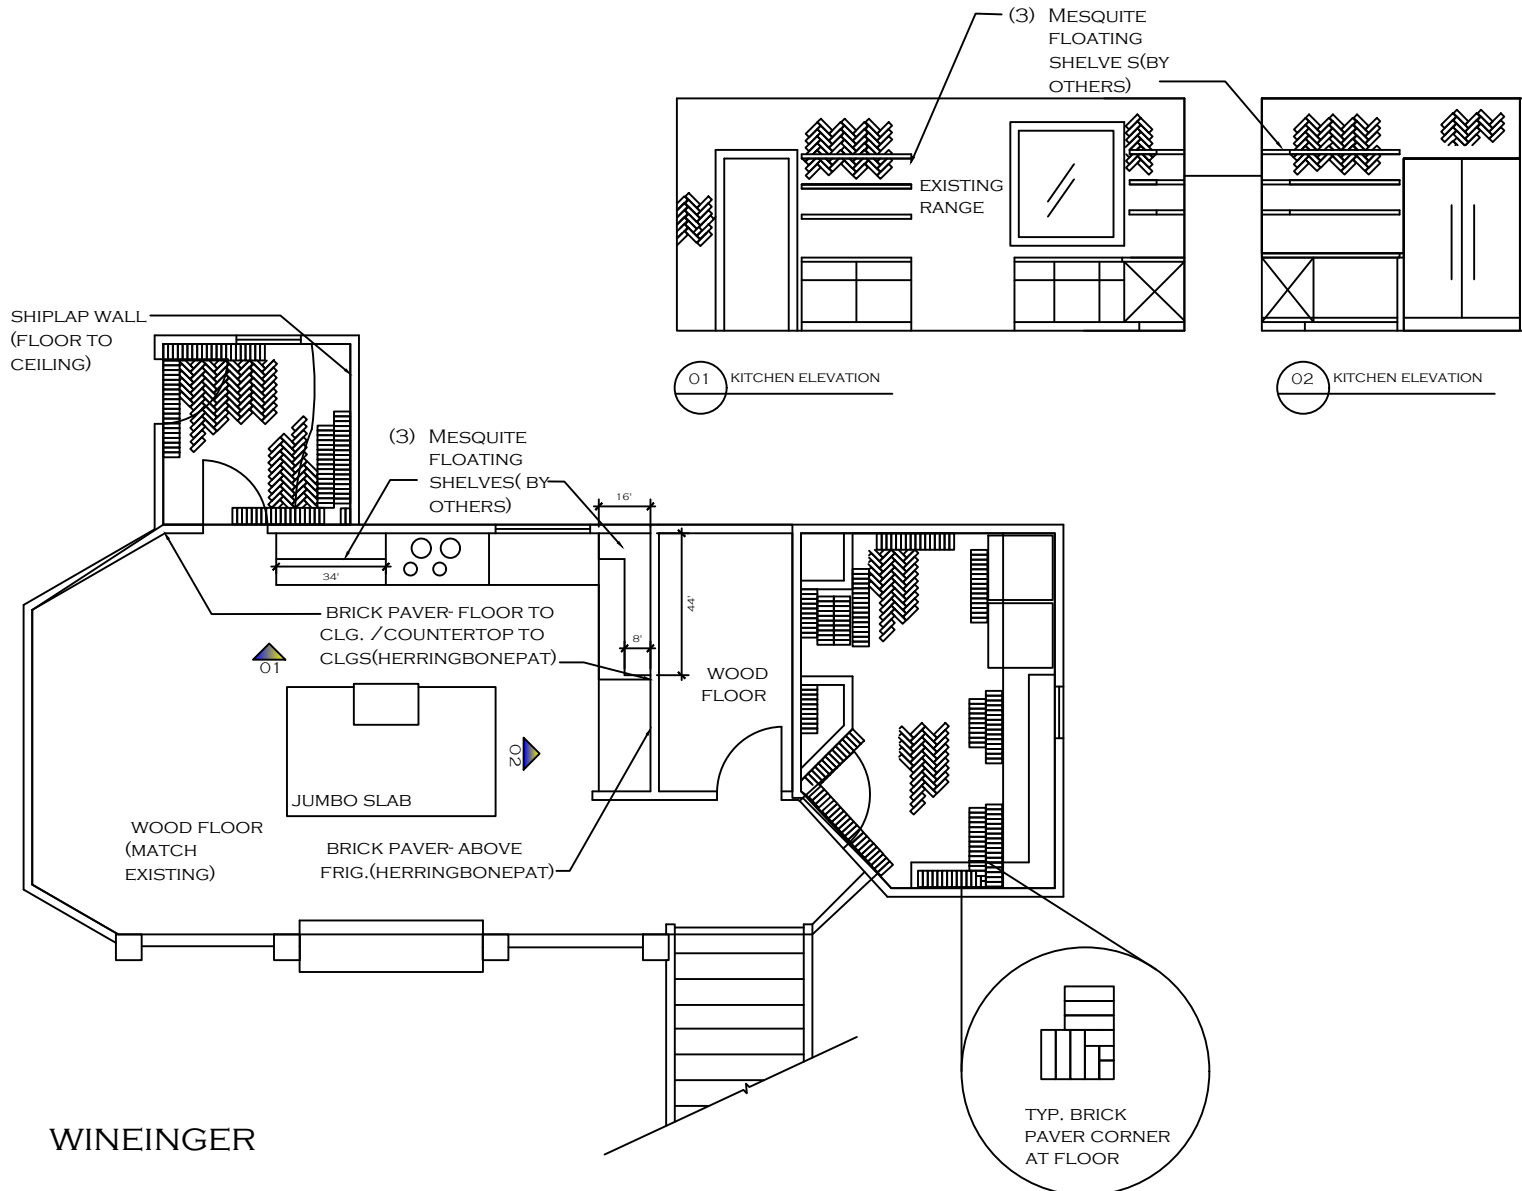 (3) MESQUITE
FLOATING
SHELVE S(BY
OTHERS)
EXISTING
RANGE
01 KITCHEN ELEVATION
02 KITCHEN ELEVATION
SHIPLAP WALL
(FLOOR TO
CEILING)
(3) MESQUITE
FLOATING
SHELVES( BY
OTHERS)
16'
34'
44'
8'
BRICK PAVER- FLOOR TO
CLG. /COUNTERTOP TO
CLGS(HERRINGBONEPAT)
01
WOOD
FLOOR
02
JUMBO SLAB
WOOD FLOOR
(MATCH
EXISTING)
BRICK PAVER- ABOVE
FRIG.(HERRINGBONEPAT)
TYP. BRICK
PAVER CORNER
AT FLOOR
WINEINGER